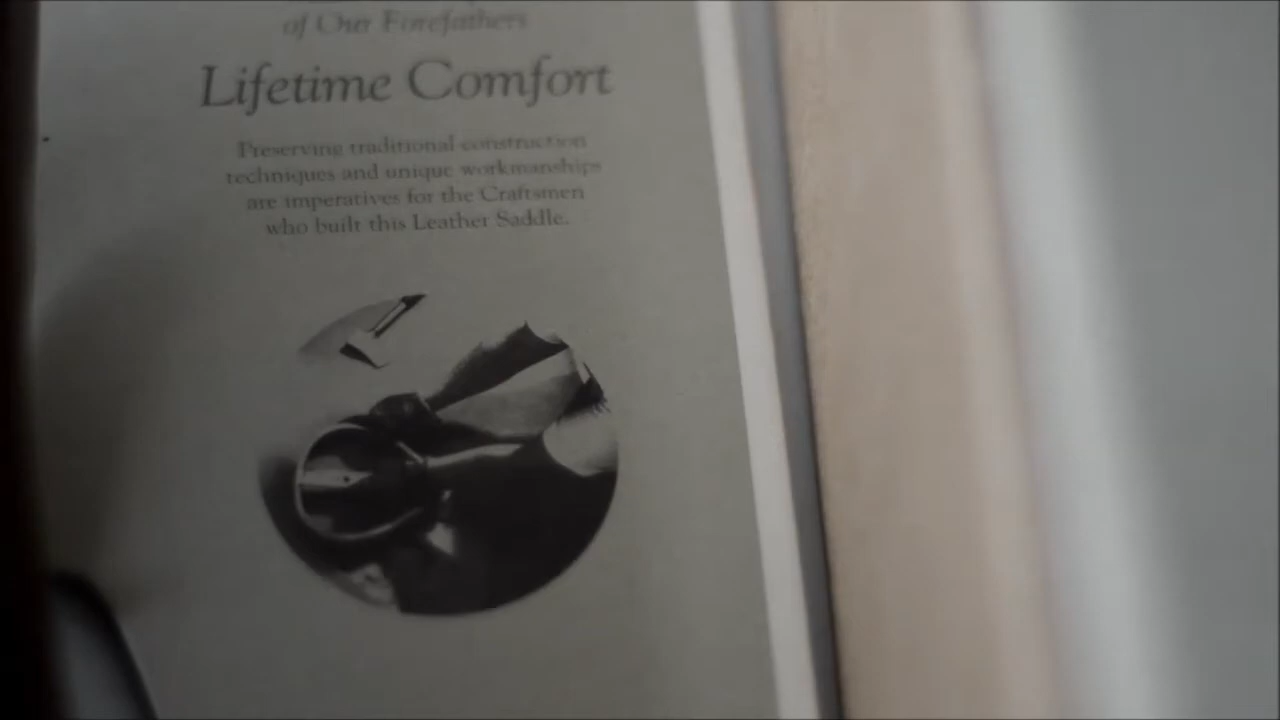 of Our Forefathers
Lifetime Comfort
Preserving traditional construction
techniques and unique workmanships
are imperatives for the Craftsmen
who built this Leather Saddle.